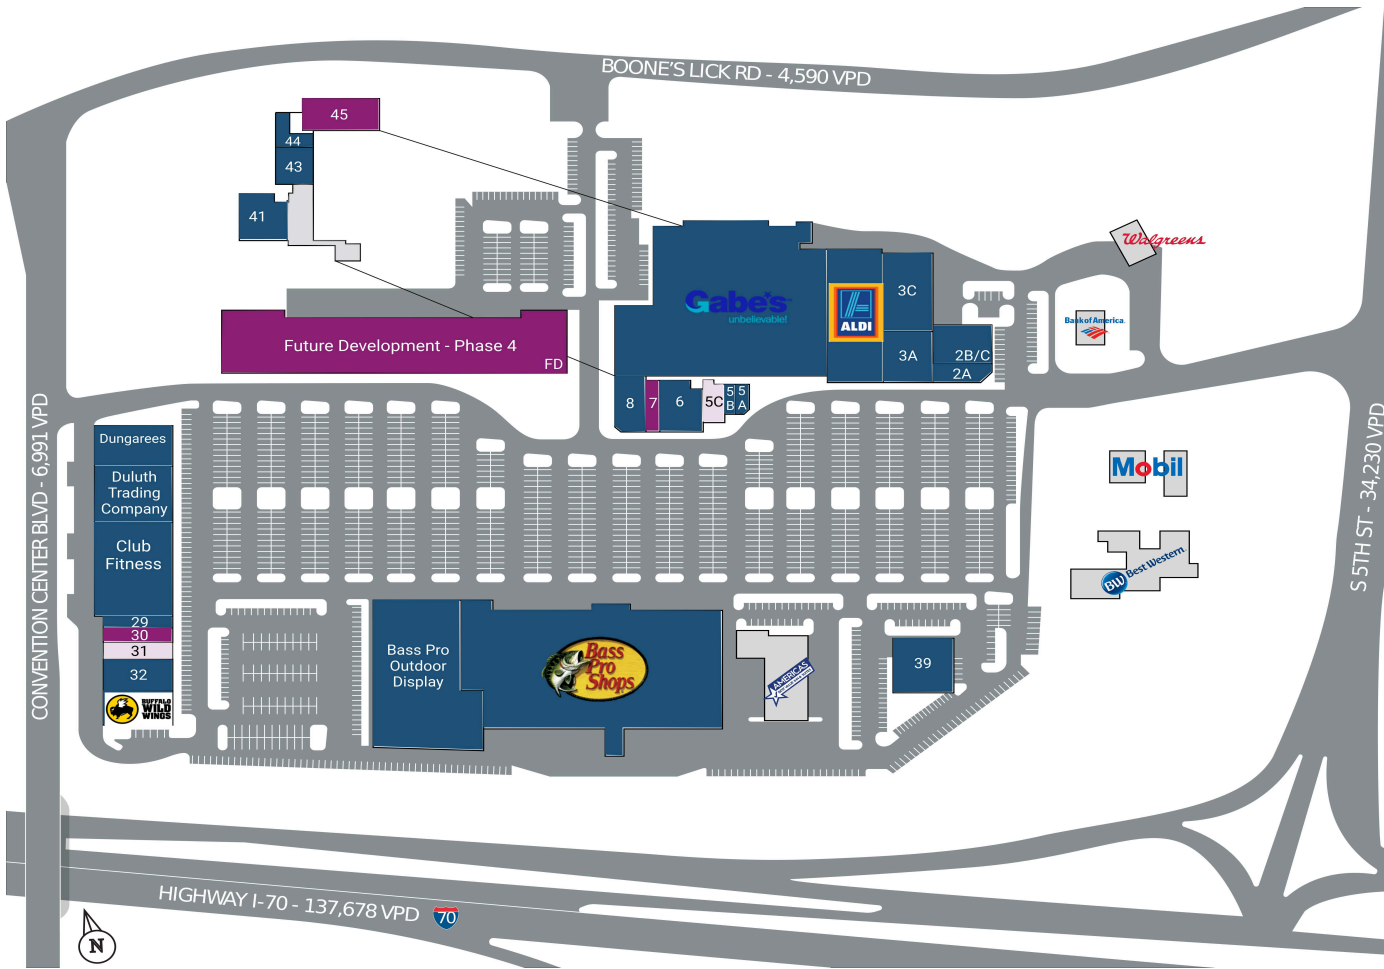 BOONE'S LICK RD - 4,590 VPD
45
44
43
41
Walgreens
3C
Gabe's
unbelievable!
ALDI
Bank of America
Future Development - Phase 4
FD
3A
2B/C
2A
8
7
6
5C
5
B
5
A
CONVENTION CENTER BLVD - 6,991 VPD
S 5TH ST - 34,230 VPD
Dungarees
Duluth
Trading
Company
Club
Fitness
Mobil
BW Best Western
29
30
31
32
BUFFALO
WILD
WINGS
Bass Pro
Outdoor
Display
Bass
Pro
Shops
AMERICAS
39
HIGHWAY I-70 - 137,678 VPD
70
N